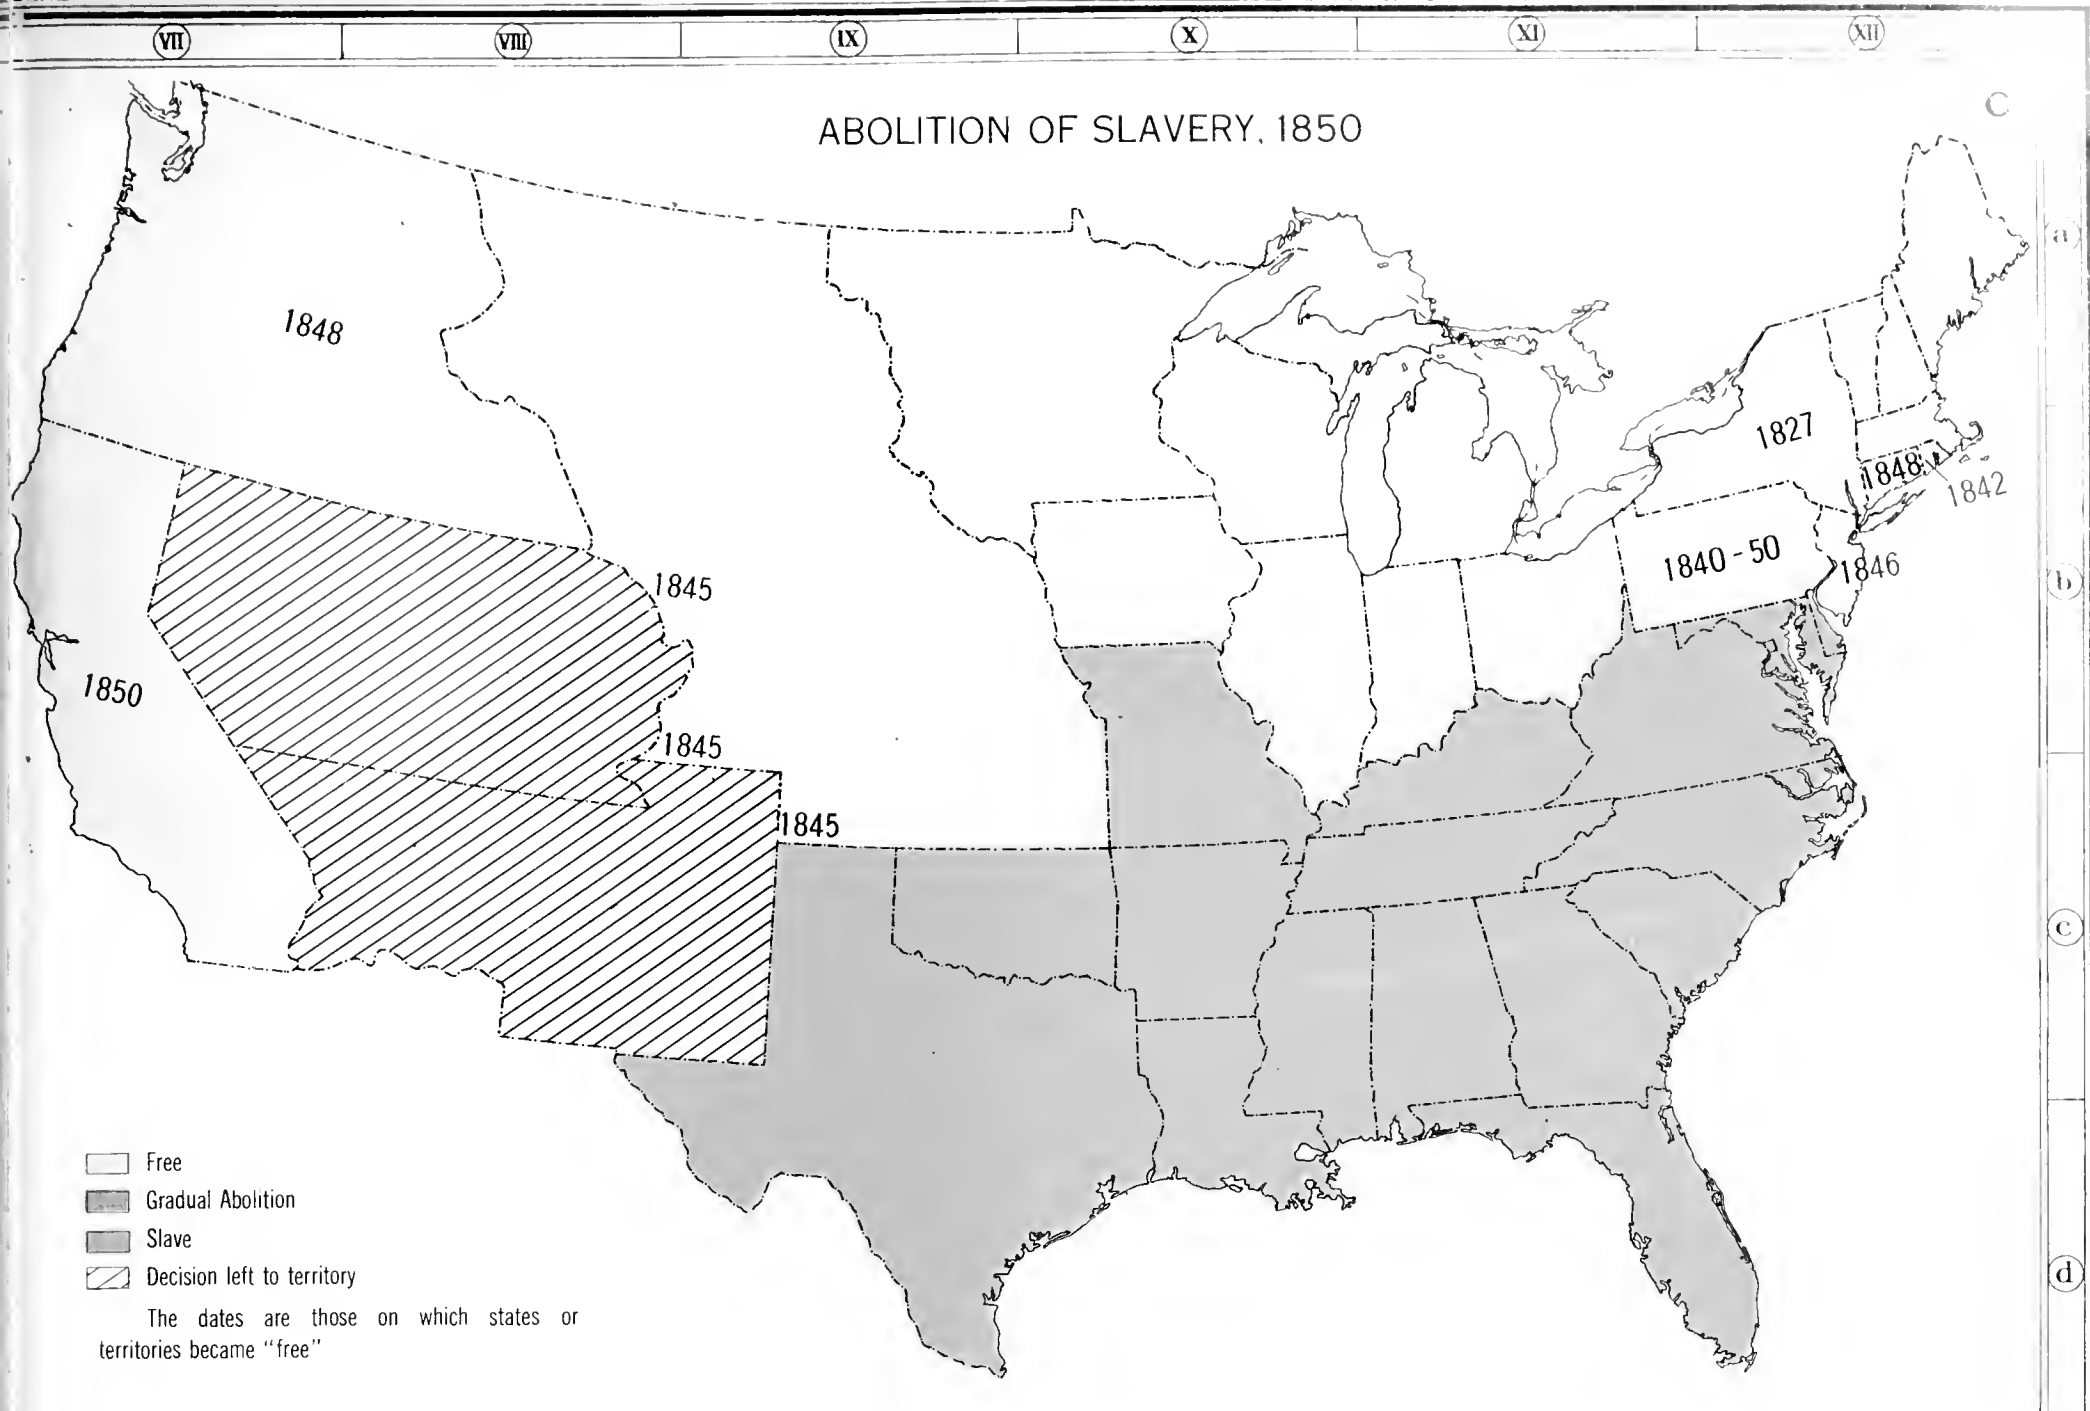 VII VIII IX X XI XII
ABOLITION OF SLAVERY, 1850
C
a
1848
1827
1848
1842
1840-50
1846
b
1845
1850
1845
1845
c
Free
Gradual Abolition
Slave
Decision left to territory
d
The dates are those on which states or
territories became "free"